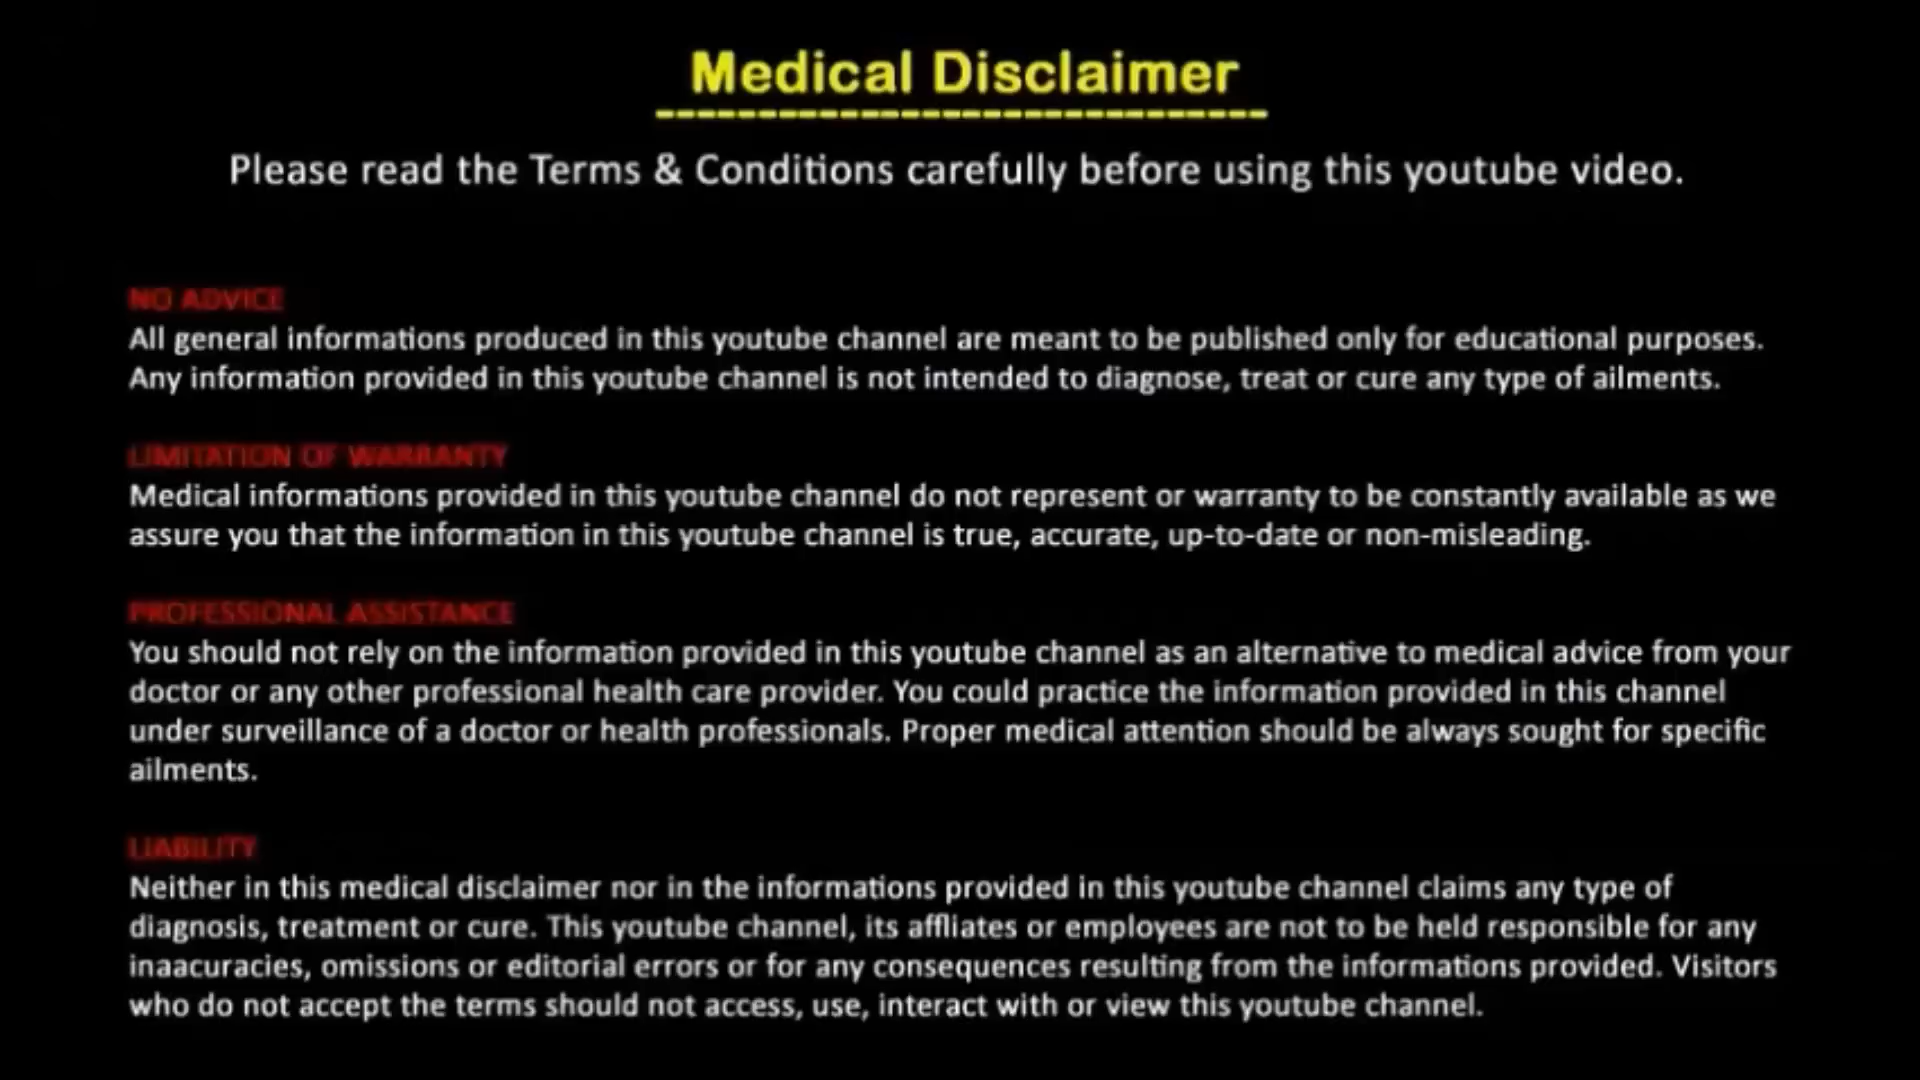 Medical Disclaimer
------------------------------
Please read the Terms & Conditions carefully before using this youtube video.
NO ADVICE
All general informations produced in this youtube channel are meant to be published only for educational purposes.
Any information provided in this youtube channel is not intended to diagnose, treat or cure any type of ailments.
LIMITATION OF WARRANTY
Medical informations provided in this youtube channel do not represent or warranty to be constantly available as we
assure you that the information in this youtube channel is true, accurate, up-to-date or non-misleading.
PROFESSIONAL ASSISTANCE
You should not rely on the information provided in this youtube channel as an alternative to medical advice from your
doctor or any other professional health care provider. You could practice the information provided in this channel
under surveillance of a doctor or health professionals. Proper medical attention should be always sought for specific
ailments.
LIABILITY
Neither in this medical disclaimer nor in the informations provided in this youtube channel claims any type of
diagnosis, treatment or cure. This youtube channel, its affliates or employees are not to be held responsible for any
inaacuracies, omissions or editorial errors or for any consequences resulting from the informations provided. Visitors
who do not accept the terms should not access, use, interact with or view this youtube channel.